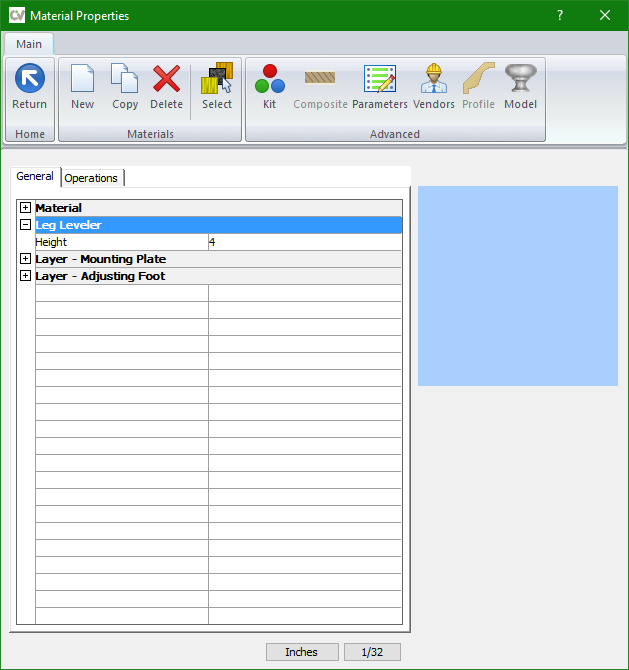 CV Material Properties ?
Main
Return New Copy Delete Select Kit Composite Parameters Vendors Profile Model
Home Materials Advanced
General Operations
Material
Leg Leveler
Height 4
Layer - Mounting Plate
Layer - Adjusting Foot
Inches 1/32